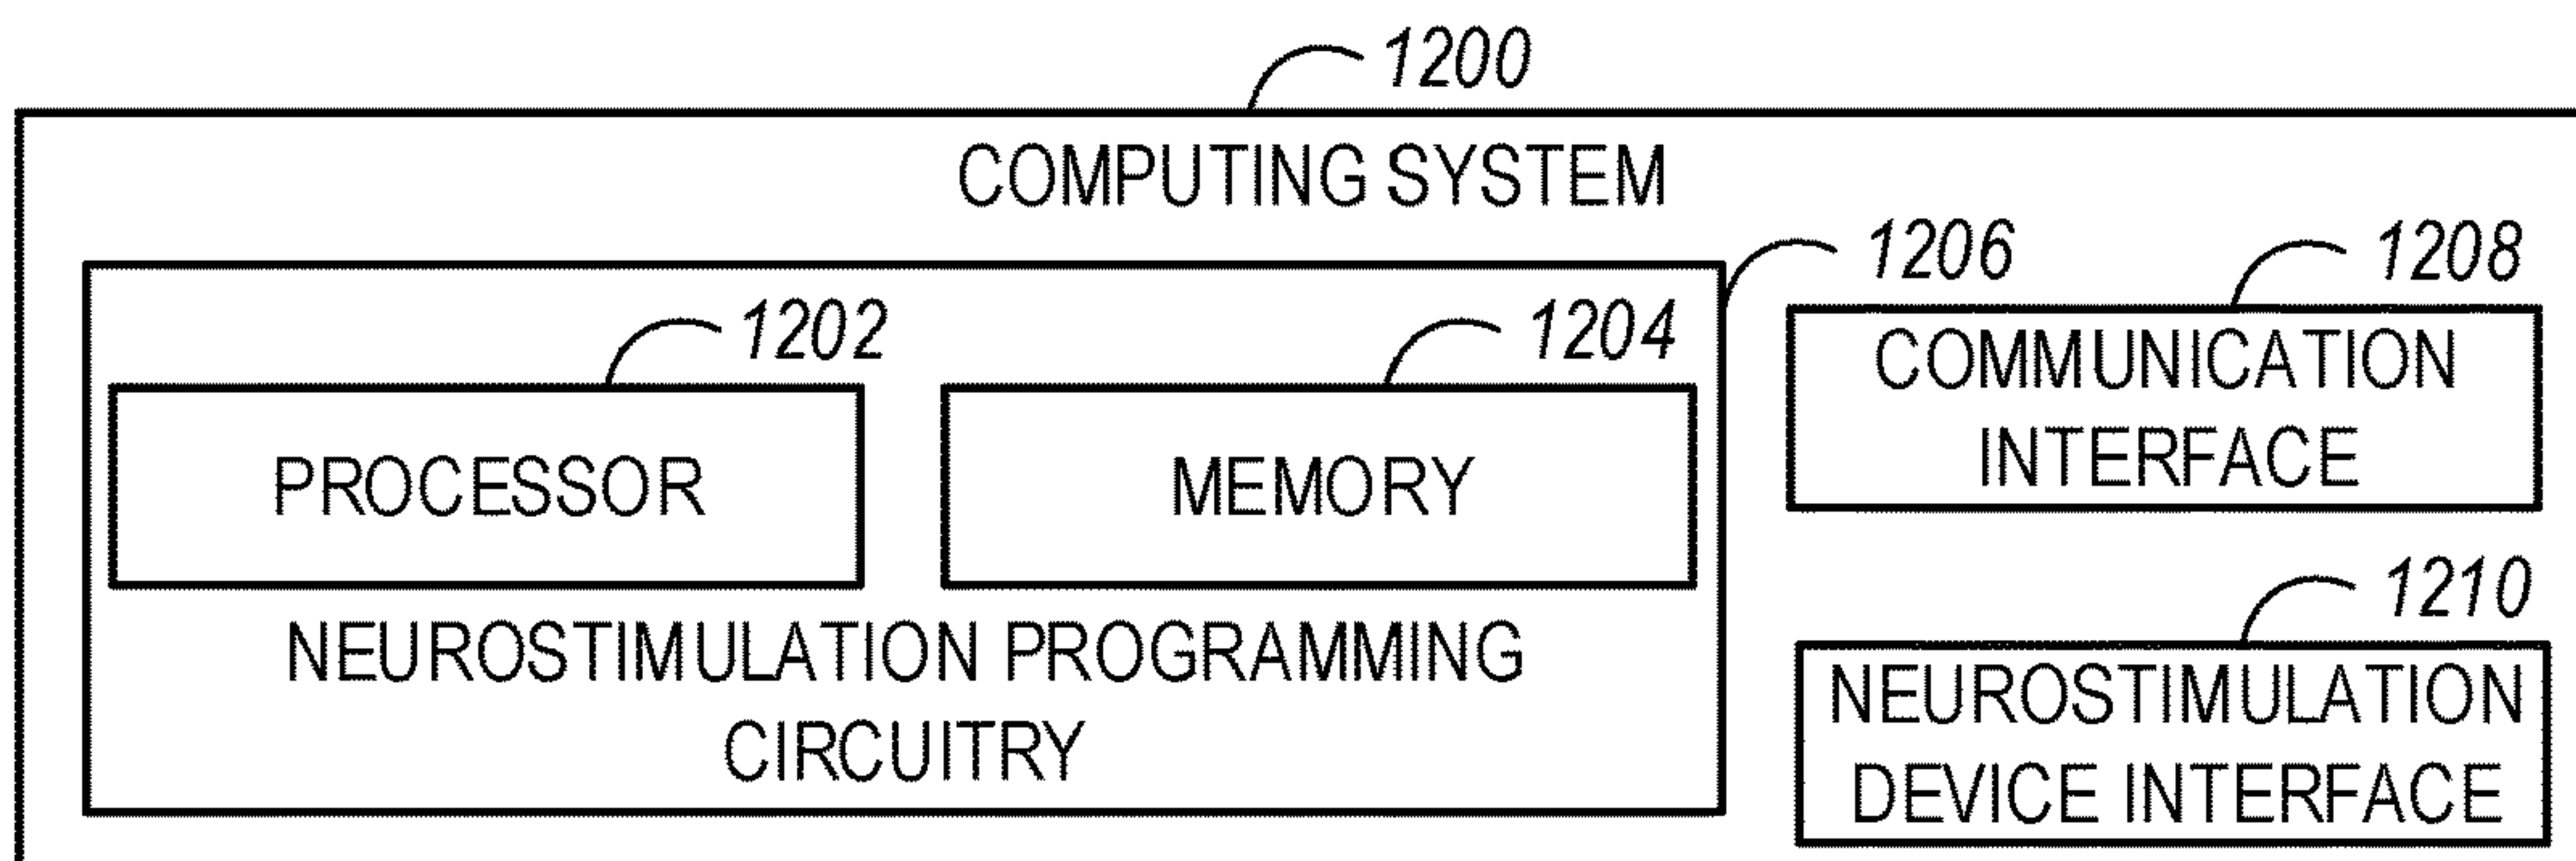 1200
COMPUTING SYSTEM
1206
1208
1202
1204
COMMUNICATION
INTERFACE
PROCESSOR
MEMORY
1210
NEUROSTIMULATION PROGRAMMING
CIRCUITRY
NEUROSTIMULATION
DEVICE INTERFACE